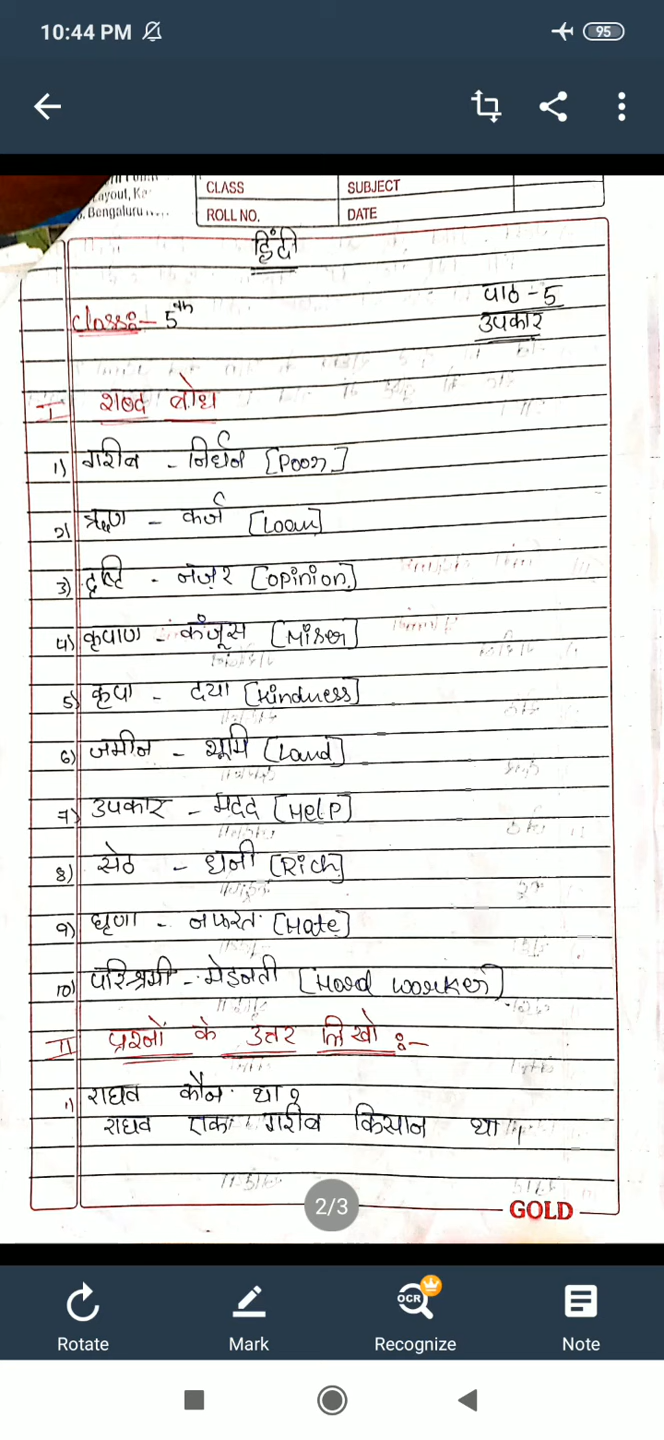 10:44 PM
95
ayout, Ka
Bengaluru
CLASS
SUBJECT
ROLL NO.
DATE
हिंदी
पाठ - 5
Class:- 5th
उपकार
I शब्द बोध
1) गरीब - निर्धन [Poor]
2) ऋण - कर्ज [Loan]
3) दृष्टि - नज़र [opinion]
4) कृपाण - कंजूस [Miser]
5) कृपा - दया [Kindness]
6) जमीन - भूमि [Land]
7) उपकार - मदद [Help]
8) सेठ - धनी [Rich]
9) घृणा - नफरत [Hate]
10) परिश्रमी - मेहनती [Hard worker]
II प्रश्नों के उत्तर लिखो :-
1) राघव कौन था?
राघव एक गरीब किसान था।
2/3
GOLD
OCR
Rotate
Mark
Recognize
Note